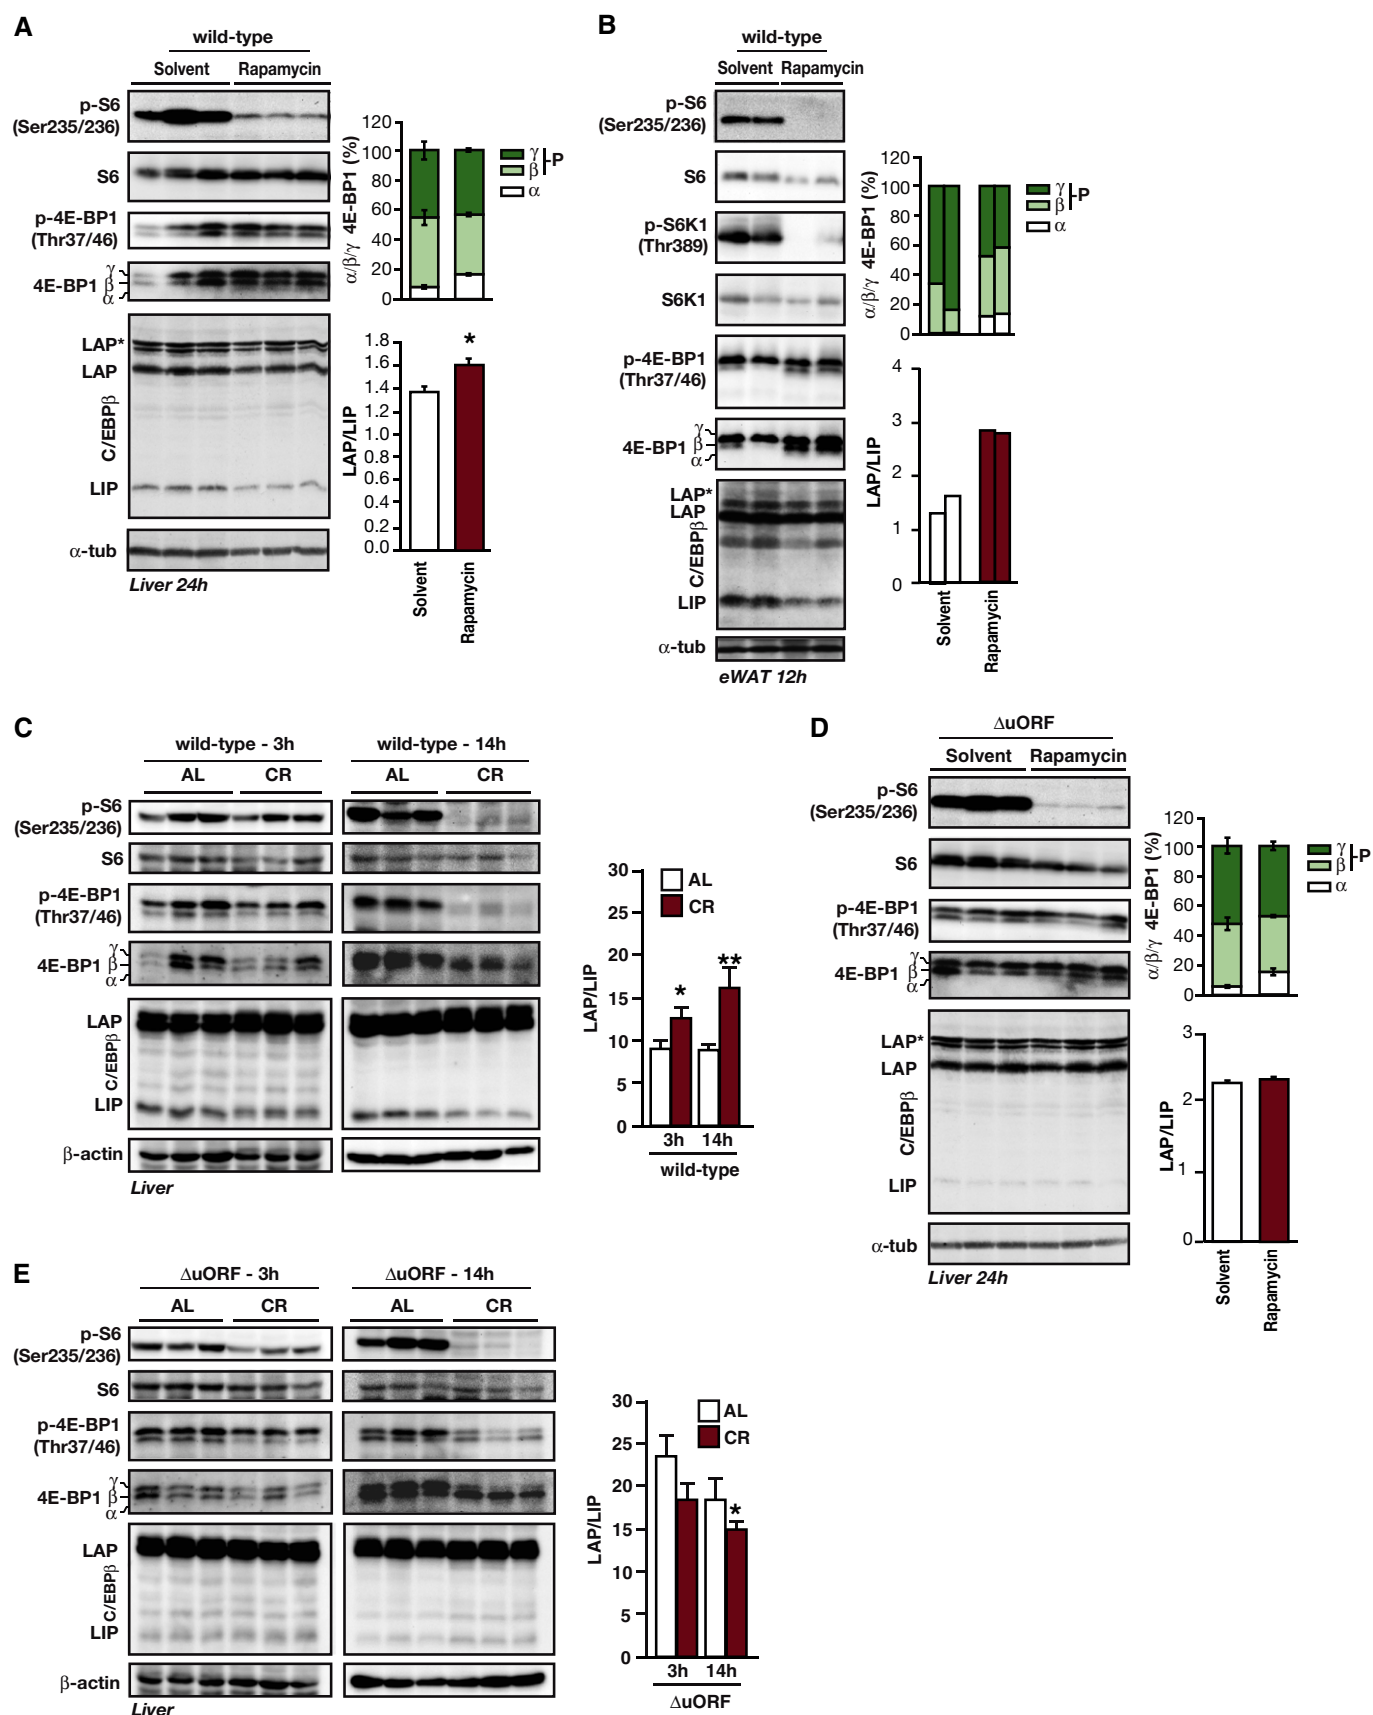 A
wild-type
Solvent Rapamycin
p-S6
(Ser235/236)
S6
p-4E-BP1
(Thr37/46)
4E-BP1
γ
β
α
LAP*
LAP
C/EBPβ
LIP
α-tub
Liver 24h
α/β/γ 4E-BP1 (%)
120
100
80
60
40
20
0
γ
β
P
α
LAP/LIP
1.8
1.6
1.4
1.2
1.0
0.8
0.6
0.4
0.2
0.0
*
Solvent
Rapamycin
B
wild-type
Solvent Rapamycin
p-S6
(Ser235/236)
S6
p-S6K1
(Thr389)
S6K1
p-4E-BP1
(Thr37/46)
4E-BP1
γ
β
α
LAP*
LAP
C/EBPβ
LIP
α-tub
eWAT 12h
α/β/γ 4E-BP1 (%)
120
100
80
60
40
20
0
γ
β
P
α
LAP/LIP
4
3
2
1
0
Solvent
Rapamycin
C
wild-type - 3h
wild-type - 14h
AL CR
AL CR
p-S6
(Ser235/236)
S6
p-4E-BP1
(Thr37/46)
4E-BP1
γ
β
α
LAP
C/EBPβ
LIP
β-actin
Liver
LAP/LIP
30
25
20
15
10
5
0
AL
CR
*
**
3h 14h
wild-type
D
ΔuORF
Solvent Rapamycin
p-S6
(Ser235/236)
S6
p-4E-BP1
(Thr37/46)
4E-BP1
γ
β
α
LAP*
LAP
C/EBPβ
LIP
α-tub
Liver 24h
α/β/γ 4E-BP1 (%)
120
100
80
60
40
20
0
γ
β
P
α
LAP/LIP
3
2
1
0
Solvent
Rapamycin
E
ΔuORF - 3h
ΔuORF - 14h
AL CR
AL CR
p-S6
(Ser235/236)
S6
p-4E-BP1
(Thr37/46)
4E-BP1
γ
β
α
LAP
C/EBPβ
LIP
β-actin
Liver
LAP/LIP
30
25
20
15
10
5
0
AL
CR
*
3h 14h
ΔuORF